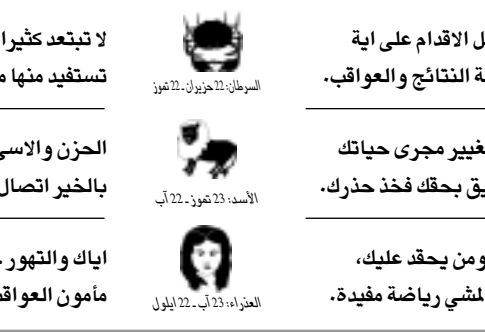 ل الاقدام على اية
ة النتائج والعواقب.
السرطان: 22 حزيران ـ 22 تموز
لا تبتعد كثيرا
تستفيد منها
غيير مجرى حياتك
يق بحقك فخذ حذرك.
الأسد: 23 تموز ـ 22 آب
الحزن والاسى
بالخير اتصال
ومن يحقد عليك،
لمشي رياضة مفيدة.
العذراء: 23 آب ـ 22 ايلول
اياك والتهور.
مأمون العواقب